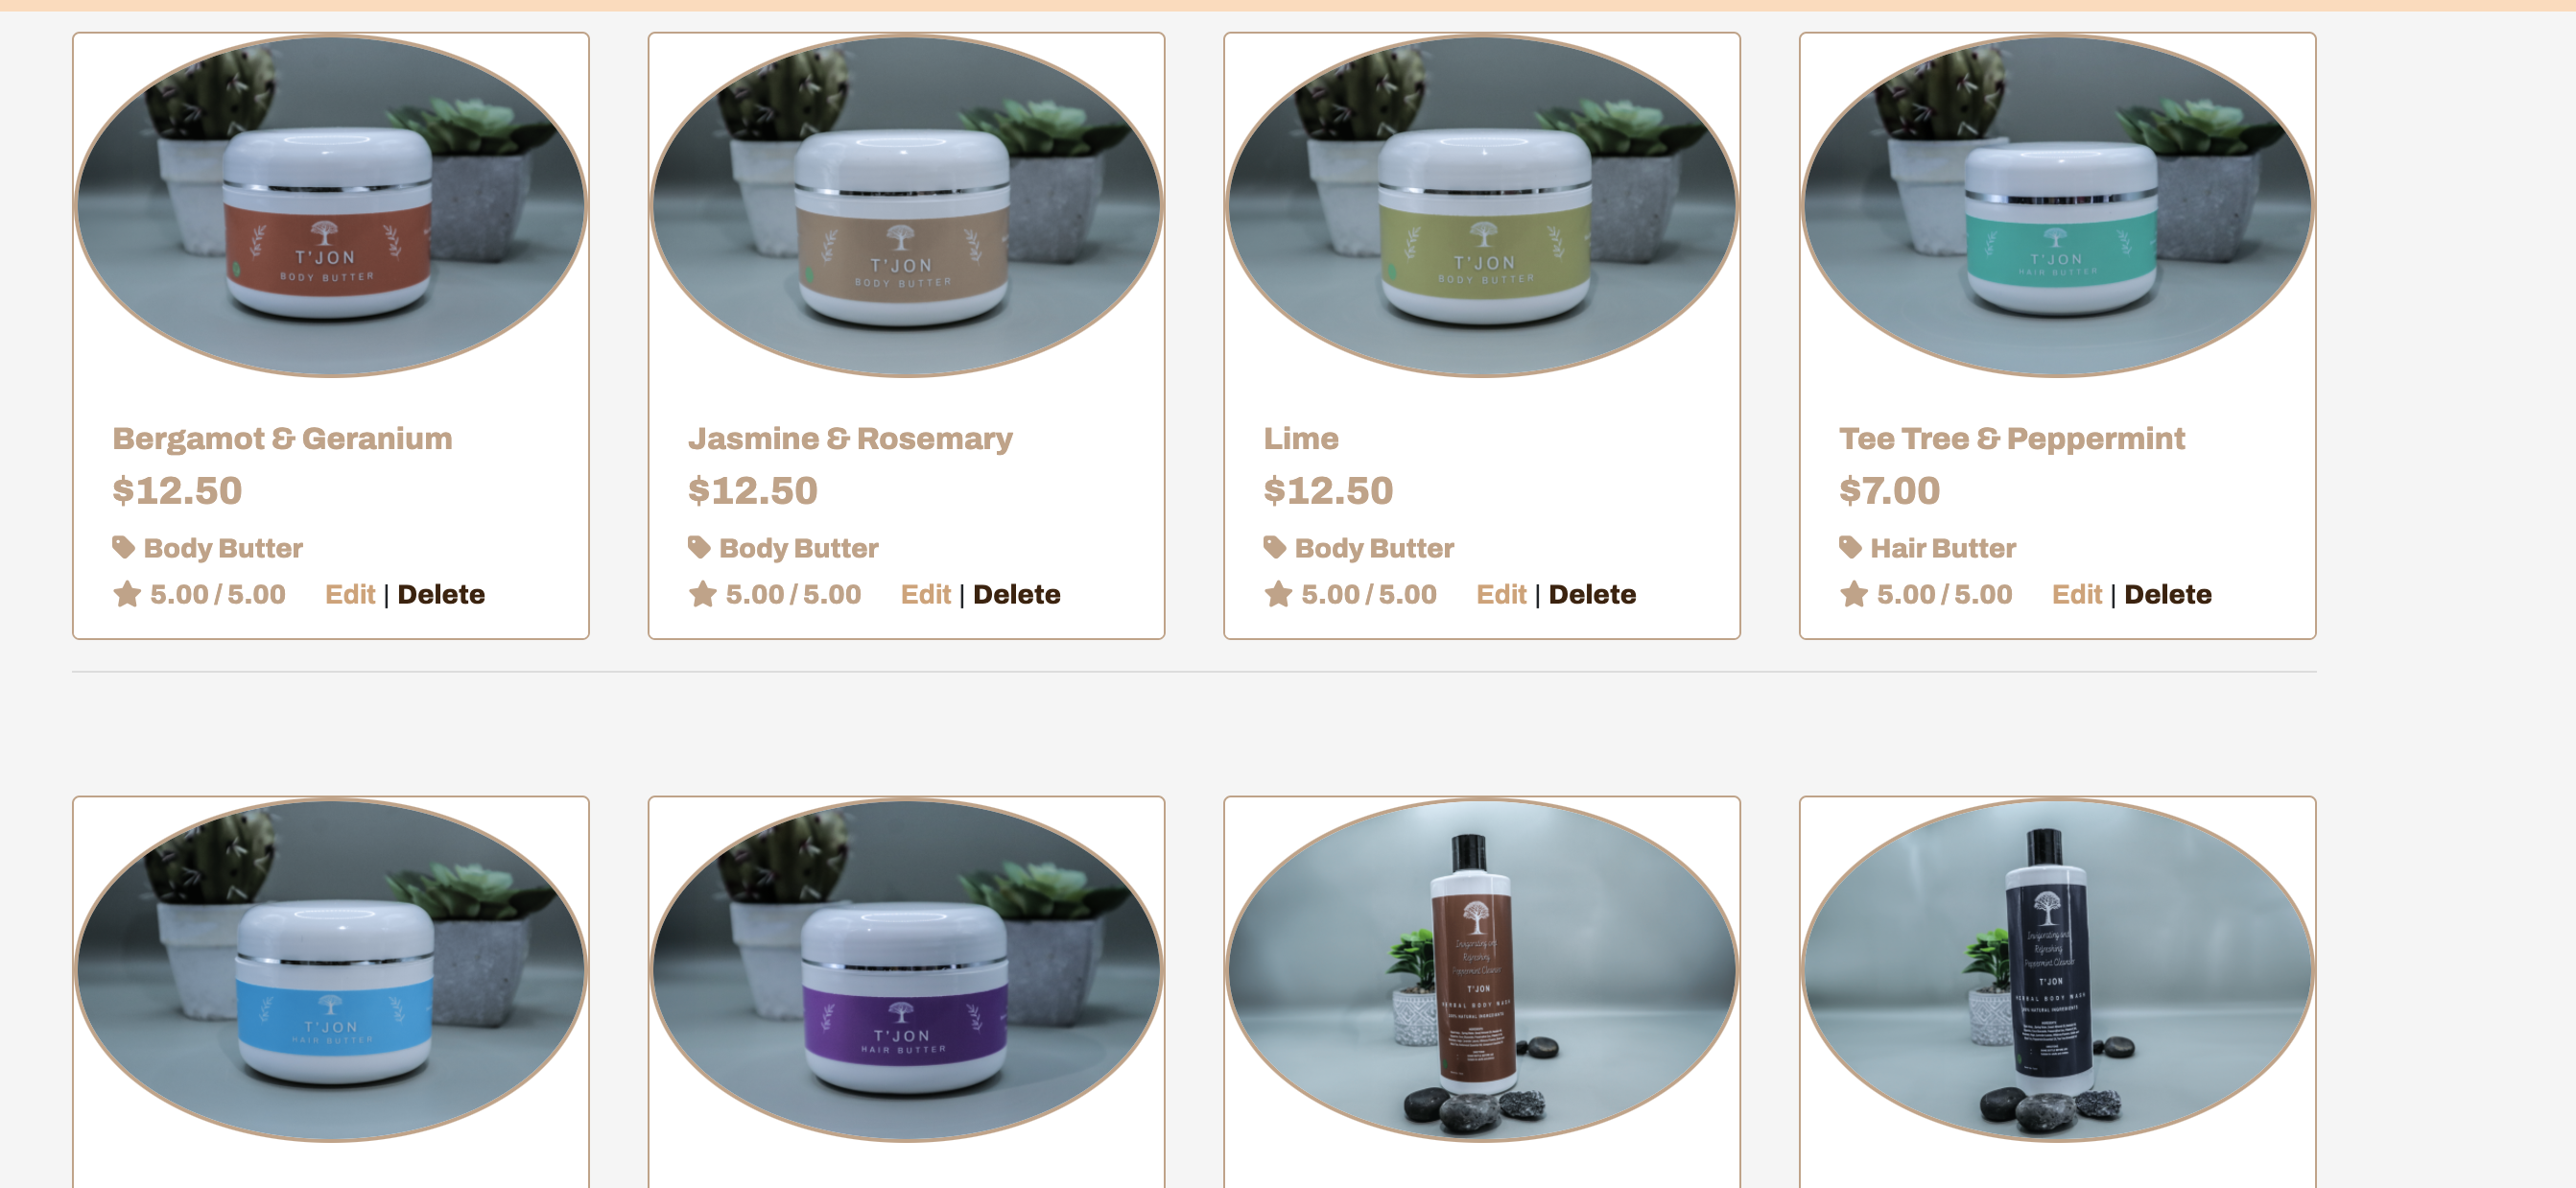 T'JON
BODY BUTTER
T'JON
BODY BUTTER
T'JON
BODY BUTTER
T'JON
HAIR BUTTER
Bergamot & Geranium
$12.50
Body Butter
5.00 / 5.00 Edit | Delete
Jasmine & Rosemary
$12.50
Body Butter
5.00 / 5.00 Edit | Delete
Lime
$12.50
Body Butter
5.00 / 5.00 Edit | Delete
Tee Tree & Peppermint
$7.00
Hair Butter
5.00 / 5.00 Edit | Delete
T'JON
HAIR BUTTER
T'JON
HAIR BUTTER
Invigorating and
Refreshing
Peppermint Cleanser
T'JON
HERBAL BODY WASH
100% NATURAL INGREDIENTS
Invigorating and
Refreshing
Peppermint Cleanser
T'JON
HERBAL BODY WASH
100% NATURAL INGREDIENTS